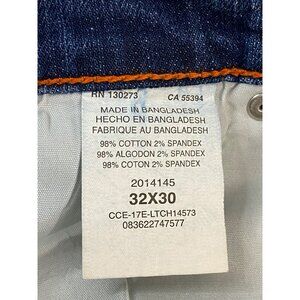 RN 130273 CA 55394
MADE IN BANGLADESH
HECHO EN BANGLADESH
FABRIQUE AU BANGLADESH
98% COTTON 2% SPANDEX
98% ALGODON 2% SPANDEX
98% COTON 2% SPANDEX
2014145
32X30
CCE-17E-LTCH14573
083622747577